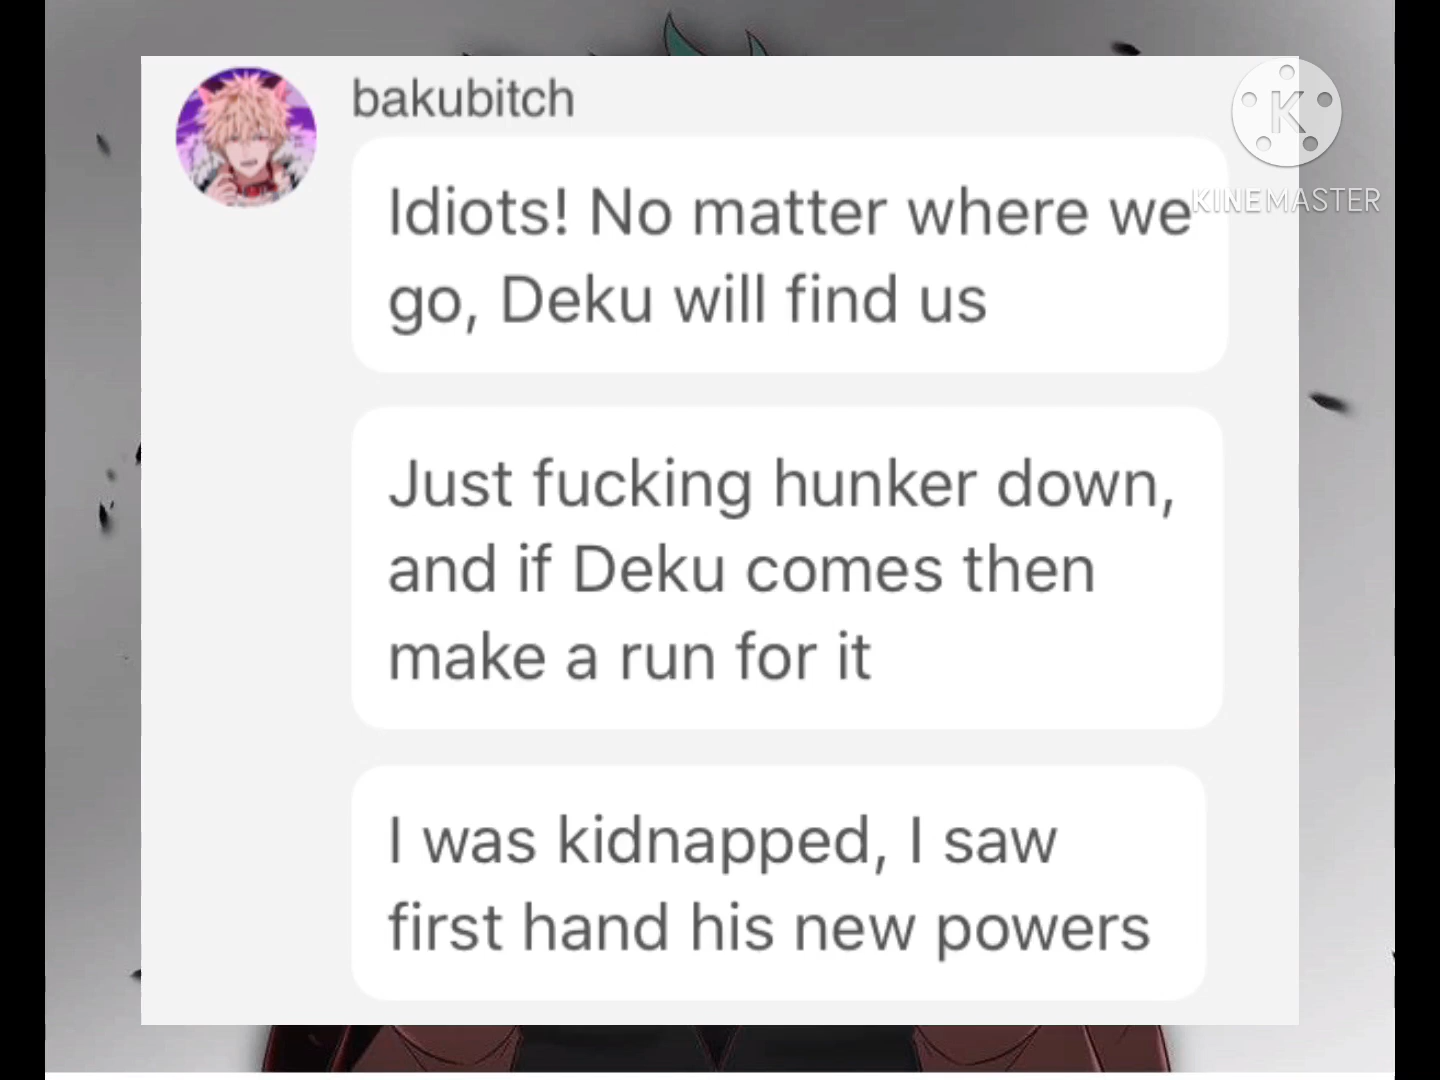 bakubitch
Idiots! No matter where we
go, Deku will find us
Just fucking hunker down,
and if Deku comes then
make a run for it
I was kidnapped, I saw
first hand his new powers
K
KINEMASTER